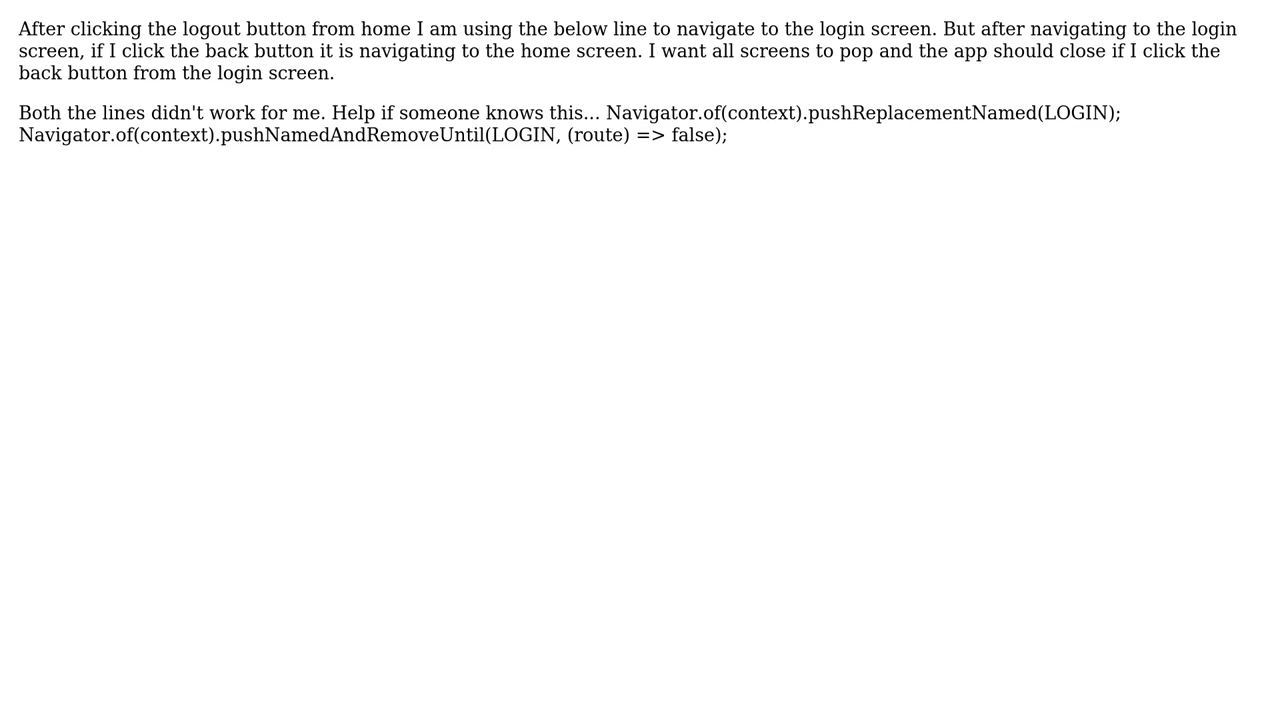 After clicking the logout button from home I am using the below line to navigate to the login screen. But after navigating to the login
screen, if I click the back button it is navigating to the home screen. I want all screens to pop and the app should close if I click the
back button from the login screen.
Both the lines didn't work for me. Help if someone knows this... Navigator.of(context).pushReplacementNamed(LOGIN);
Navigator.of(context).pushNamedAndRemoveUntil(LOGIN, (route) => false);